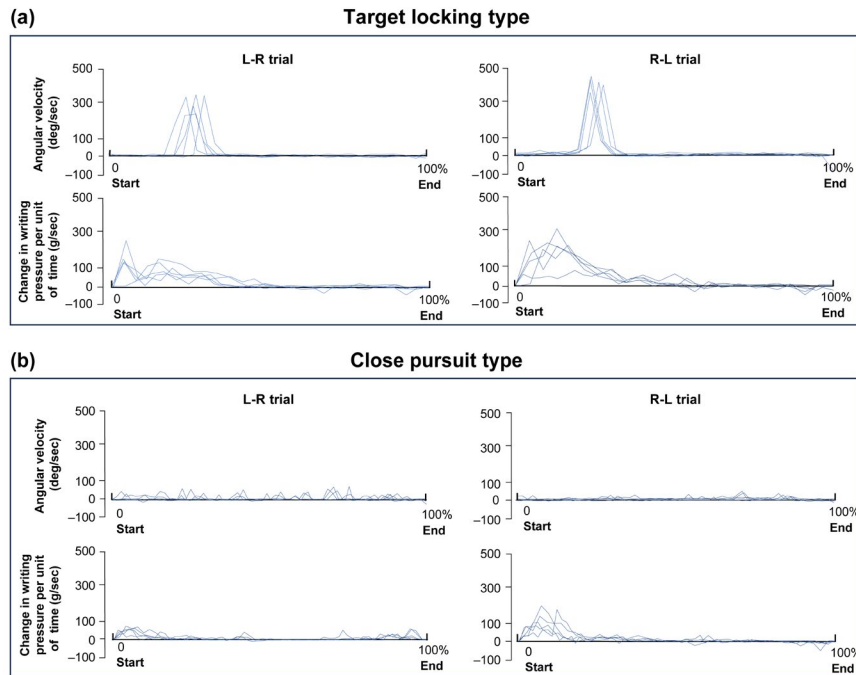 (a) Target locking type
L-R trial
R-L trial
Angular velocity
(deg/sec)
500
300
100
0
–100
0
100%
Start
End
500
300
100
0
–100
0
100%
Start
End
Change in writing
pressure per unit
of time (g/sec)
500
300
100
0
–100
0
100%
Start
End
500
300
100
0
–100
0
100%
Start
End
(b) Close pursuit type
L-R trial
R-L trial
Angular velocity
(deg/sec)
500
300
100
0
–100
0
100%
Start
End
500
300
100
0
–100
0
100%
Start
End
Change in writing
pressure per unit
of time (g/sec)
500
300
100
0
–100
0
100%
Start
End
500
300
100
0
–100
0
100%
Start
End